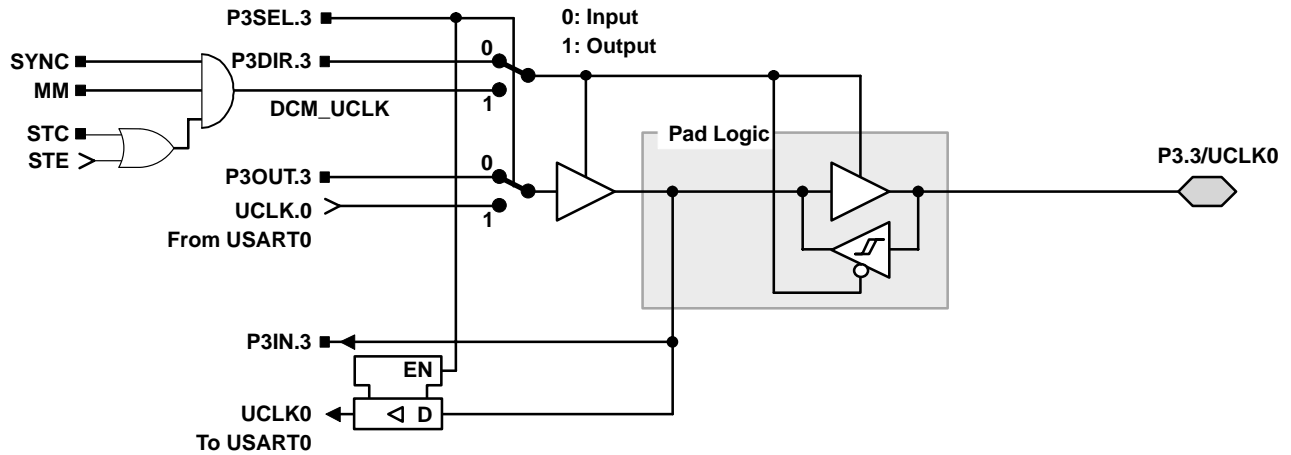 P3SEL.3
0: Input
1: Output
SYNC
P3DIR.3
0
MM
1
DCM_UCLK
STC
STE
Pad Logic
P3.3/UCLK0
P3OUT.3
0
UCLK.0
1
From USART0
P3IN.3
EN
UCLK0
D
To USART0